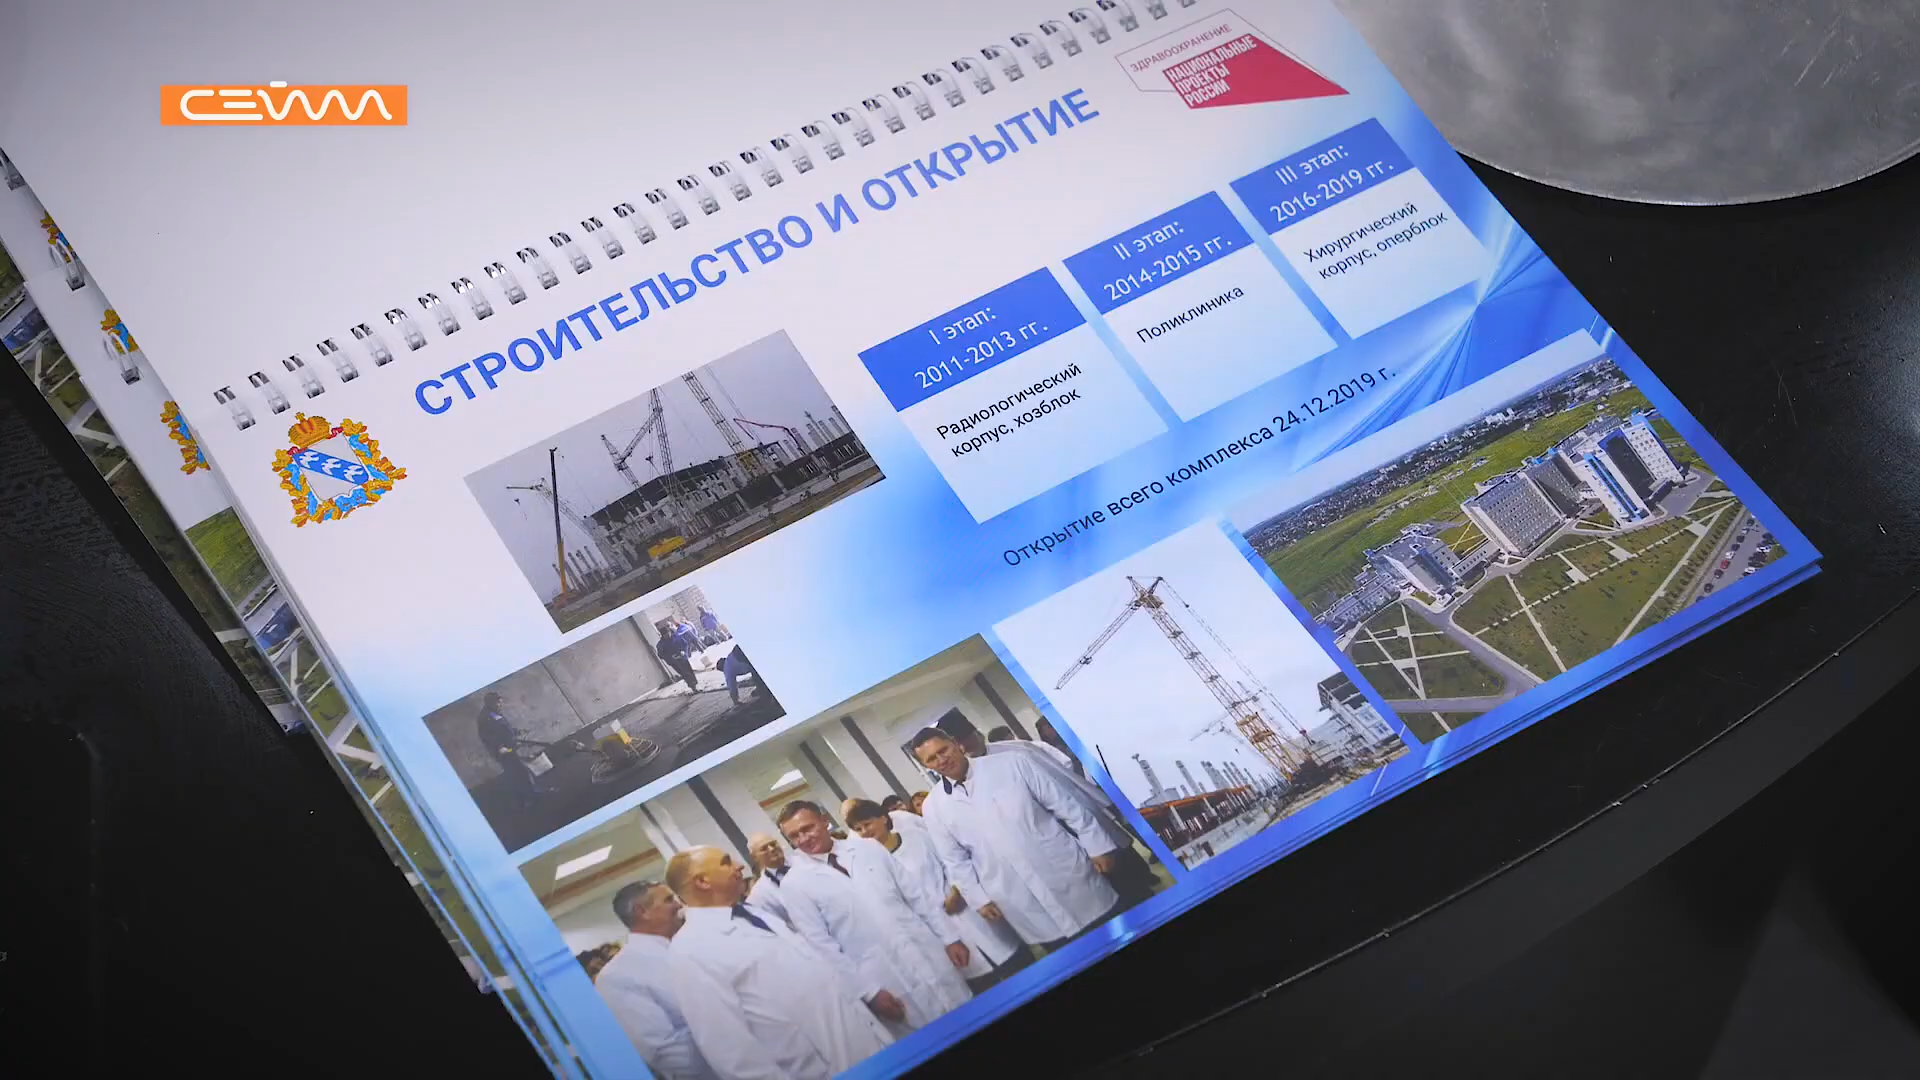 СЕЙМ
ЗДРАВООХРАНЕНИЕ
НАЦИОНАЛЬНЫЕ
ПРОЕКТЫ
РОССИИ
СТРОИТЕЛЬСТВО И ОТКРЫТИЕ
I этап:
2011-2013 гг.
Радиологический
корпус, хозблок
II этап:
2014-2015 гг.
Поликлиника
III этап:
2016-2019 гг.
Хирургический
корпус, оперблок
Открытие всего комплекса 24.12.2019 г.